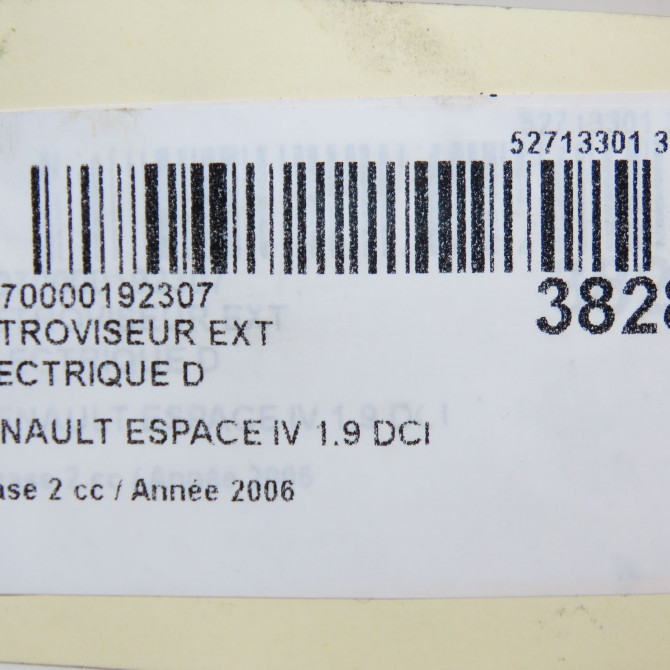 52713301 3
70000192307
3828
TROVISEUR EXT
ECTRIQUE D
NAULT ESPACE IV 1.9 DCI
ase 2 cc / Année 2006